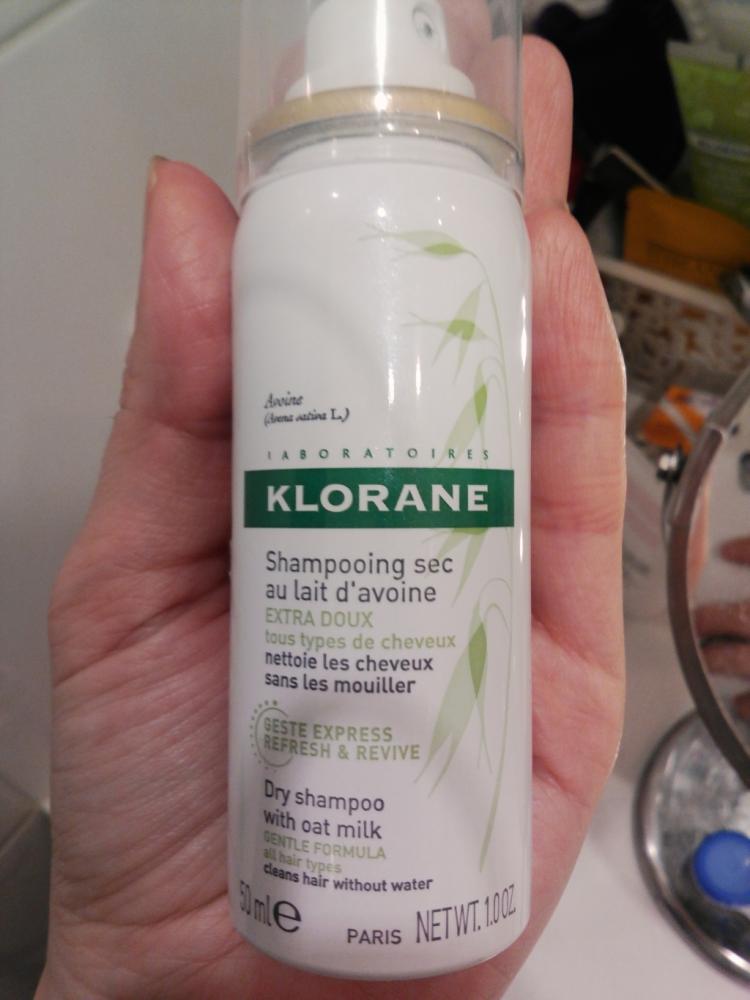 Avoine
(Avena sativa L.)
LABORATOIRES
KLORANE
Shampooing sec
au lait d'avoine
EXTRA DOUX
tous types de cheveux
nettoie les cheveux
sans les mouiller
GESTE EXPRESS
REFRESH & REVIVE
Dry shampoo
with oat milk
GENTLE FORMULA
all hair types
cleans hair without water
50 ml e PARIS NET WT. 1.0 OZ.